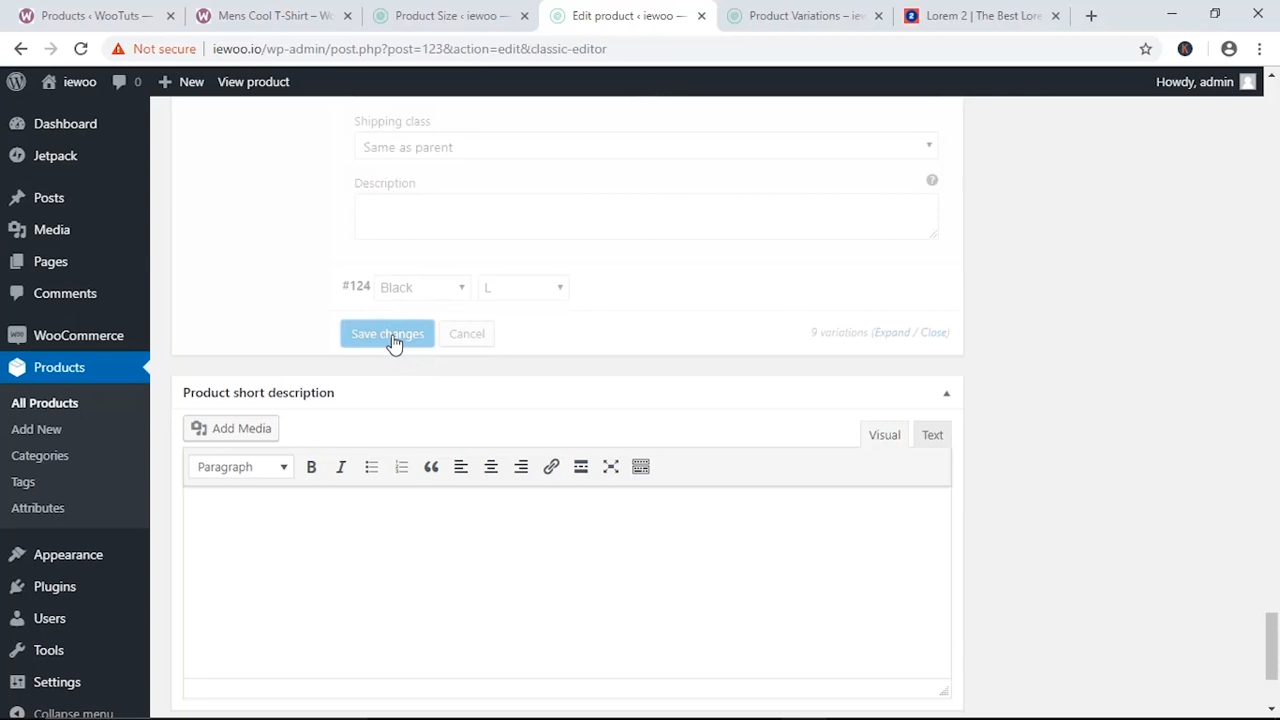 Products ‹ WooTuts —
Mens Cool T-Shirt – Wo
Product Size ‹ iewoo —
Edit product ‹ iewoo —
Product Variations – iew
Lorem 2 | The Best Lore
Not secure
iewoo.io/wp-admin/post.php?post=123&action=edit&classic-editor
iewoo
0
New
View product
Howdy, admin
Dashboard
Jetpack
Posts
Media
Pages
Comments
WooCommerce
Products
All Products
Add New
Categories
Tags
Attributes
Appearance
Plugins
Users
Tools
Settings
Collapse menu
Shipping class
Same as parent
Description
#124 Black L
Save changes Cancel 9 variations (Expand / Close)
Product short description
Add Media
Visual Text
Paragraph